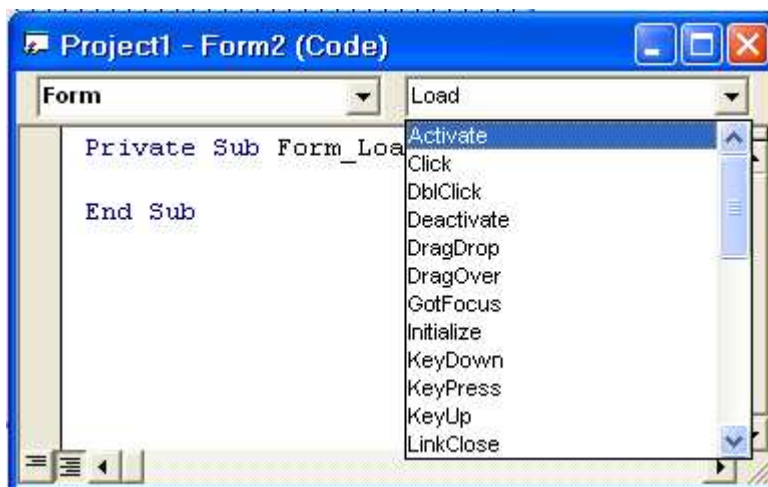 Project1 - Form2 (Code)
Form
Load
Private Sub Form_Loa
End Sub
Activate
Click
DblClick
Deactivate
DragDrop
DragOver
GotFocus
Initialize
KeyDown
KeyPress
KeyUp
LinkClose